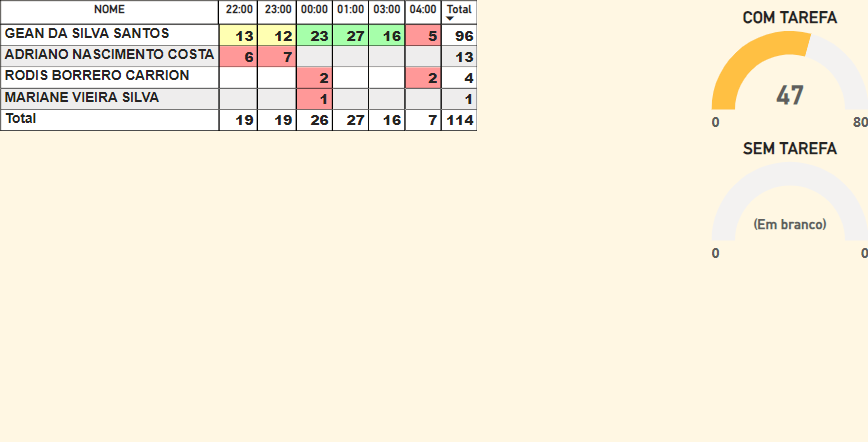 NOME 22:00 23:00 00:00 01:00 03:00 04:00 Total
GEAN DA SILVA SANTOS 13 12 23 27 16 5 96
ADRIANO NASCIMENTO COSTA 6 7 13
RODIS BORRERO CARRION 2 2 4
MARIANE VIEIRA SILVA 1 1
Total 19 19 26 27 16 7 114
COM TAREFA
47
0 80
SEM TAREFA
(Em branco)
0 0